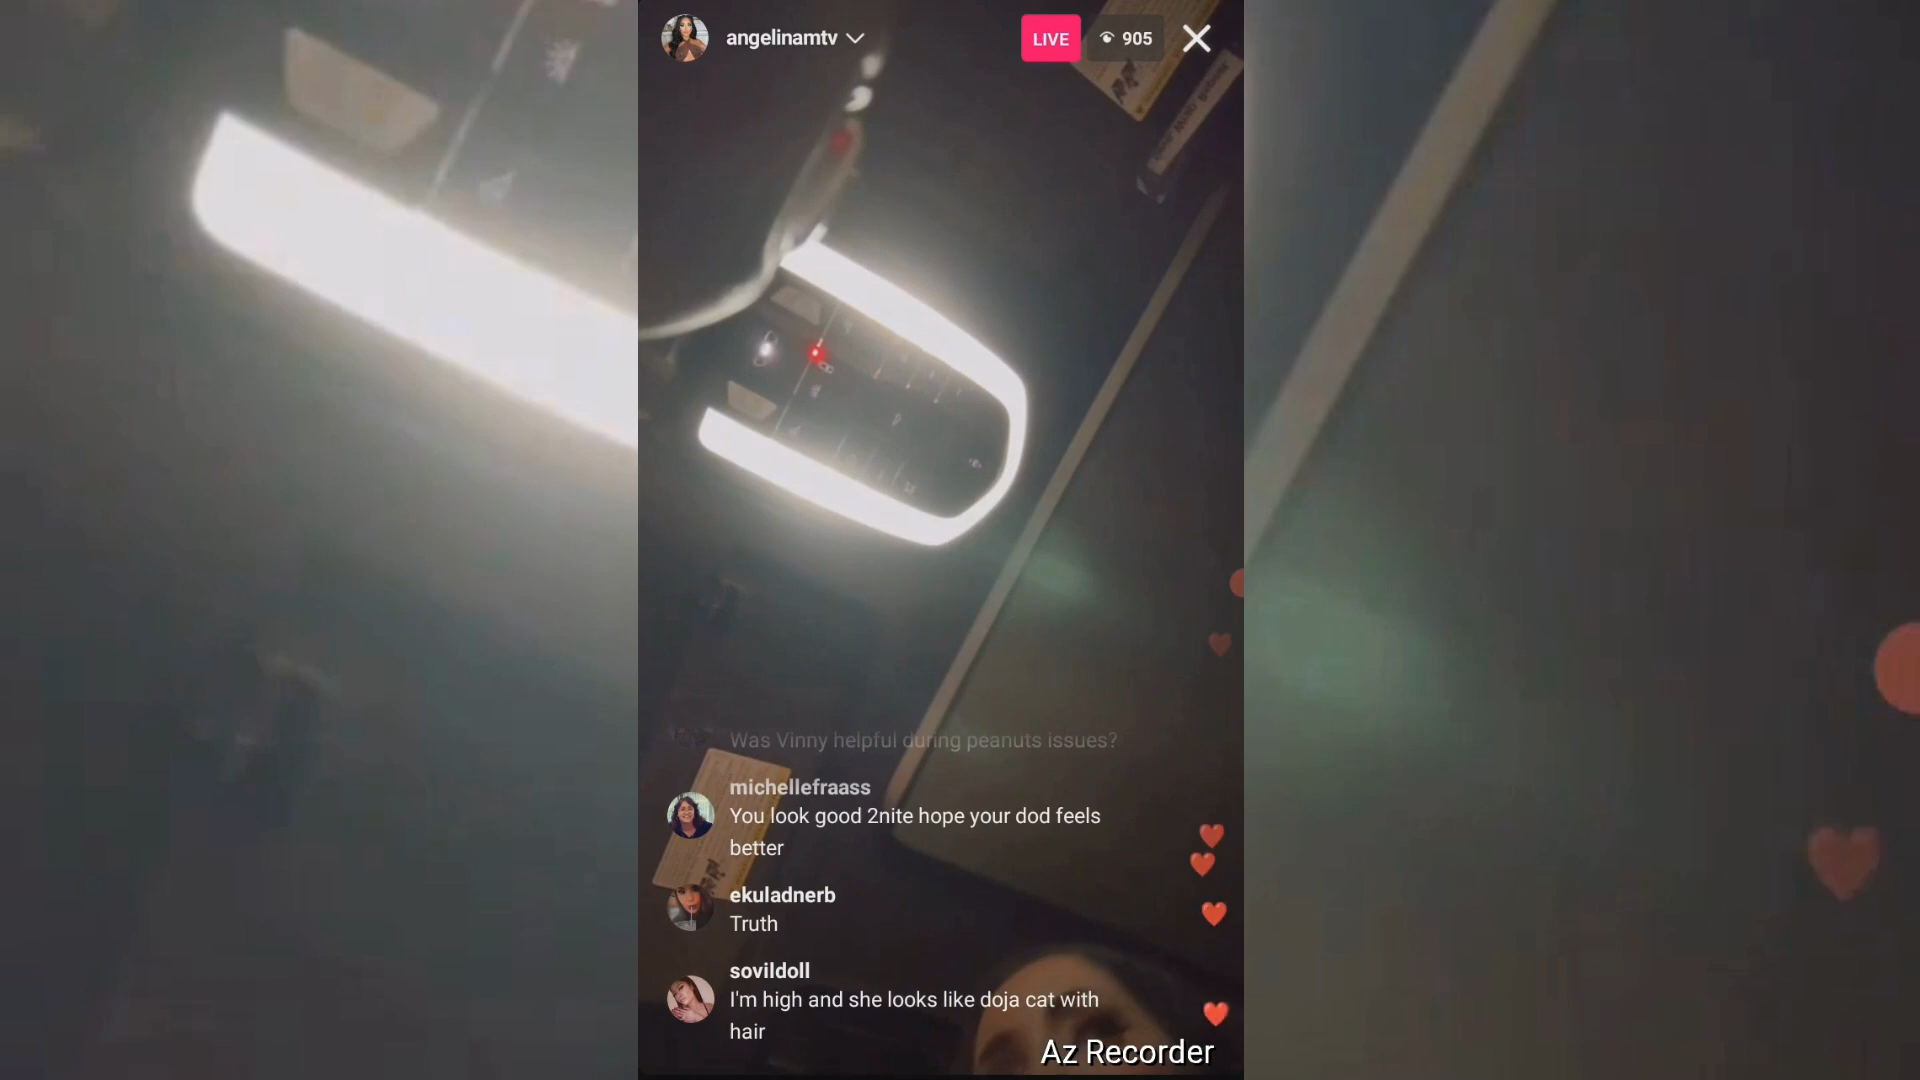 angelinamtv
LIVE
905
Was Vinny helpful during peanuts issues?
michellefraass
You look good 2nite hope your dod feels
better
ekuladnerb
Truth
sovildoll
I'm high and she looks like doja cat with
hair
Az Recorder